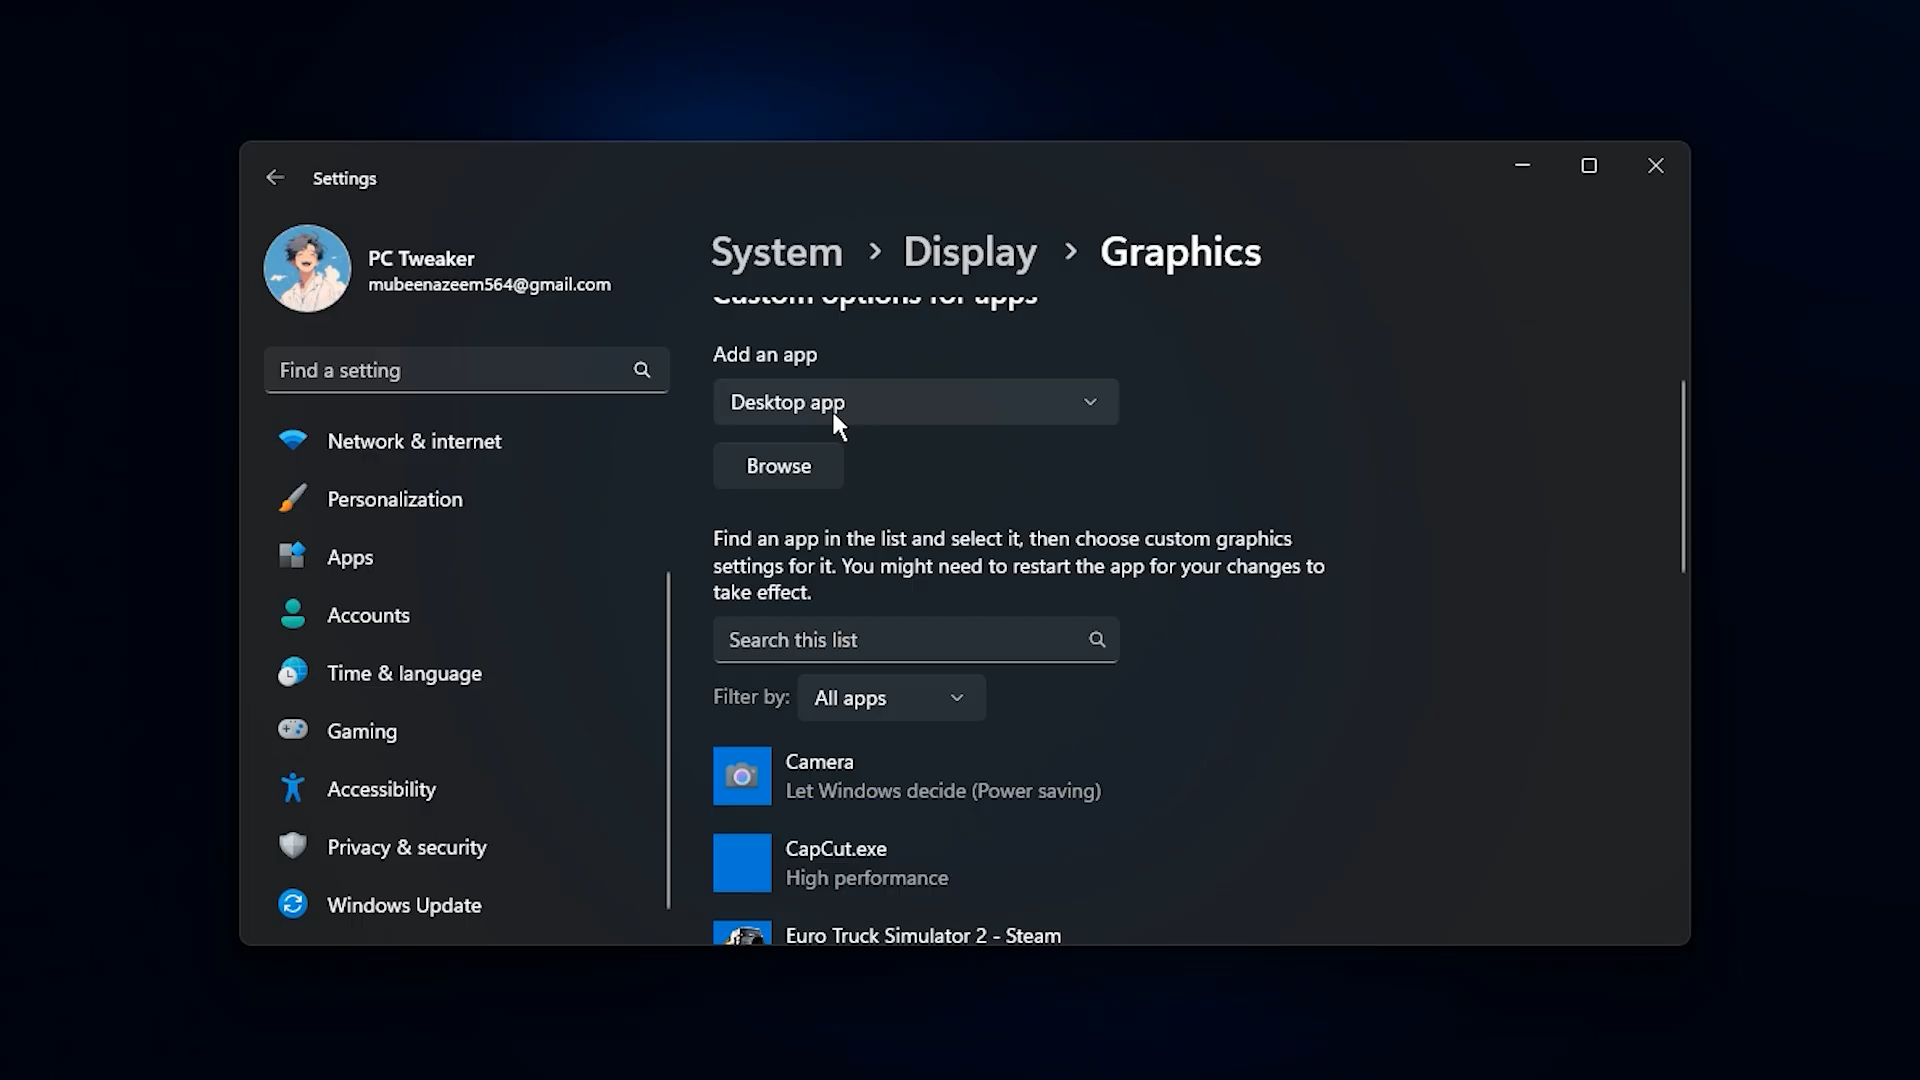 Settings
PC Tweaker
mubeenazeem564@gmail.com
Find a setting
Network & internet
Personalization
Apps
Accounts
Time & language
Gaming
Accessibility
Privacy & security
Windows Update
System > Display > Graphics
Custom options for apps
Add an app
Desktop app
Browse
Find an app in the list and select it, then choose custom graphics
settings for it. You might need to restart the app for your changes to
take effect.
Search this list
Filter by: All apps
Camera
Let Windows decide (Power saving)
CapCut.exe
High performance
Euro Truck Simulator 2 - Steam